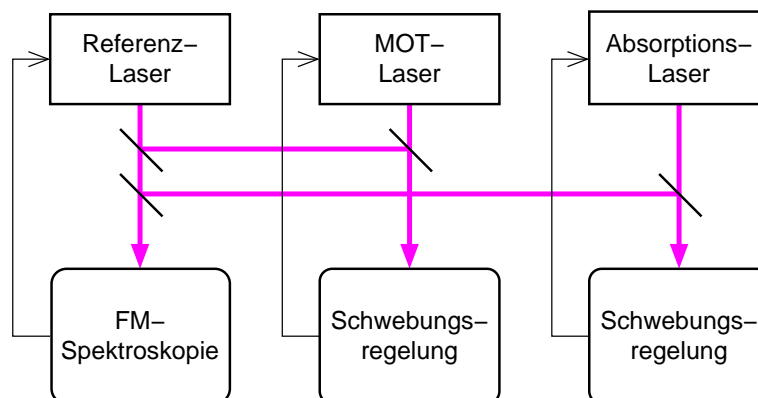 Referenz−
Laser
MOT−
Laser
Absorptions−
Laser
FM−
Spektroskopie
Schwebungs−
regelung
Schwebungs−
regelung